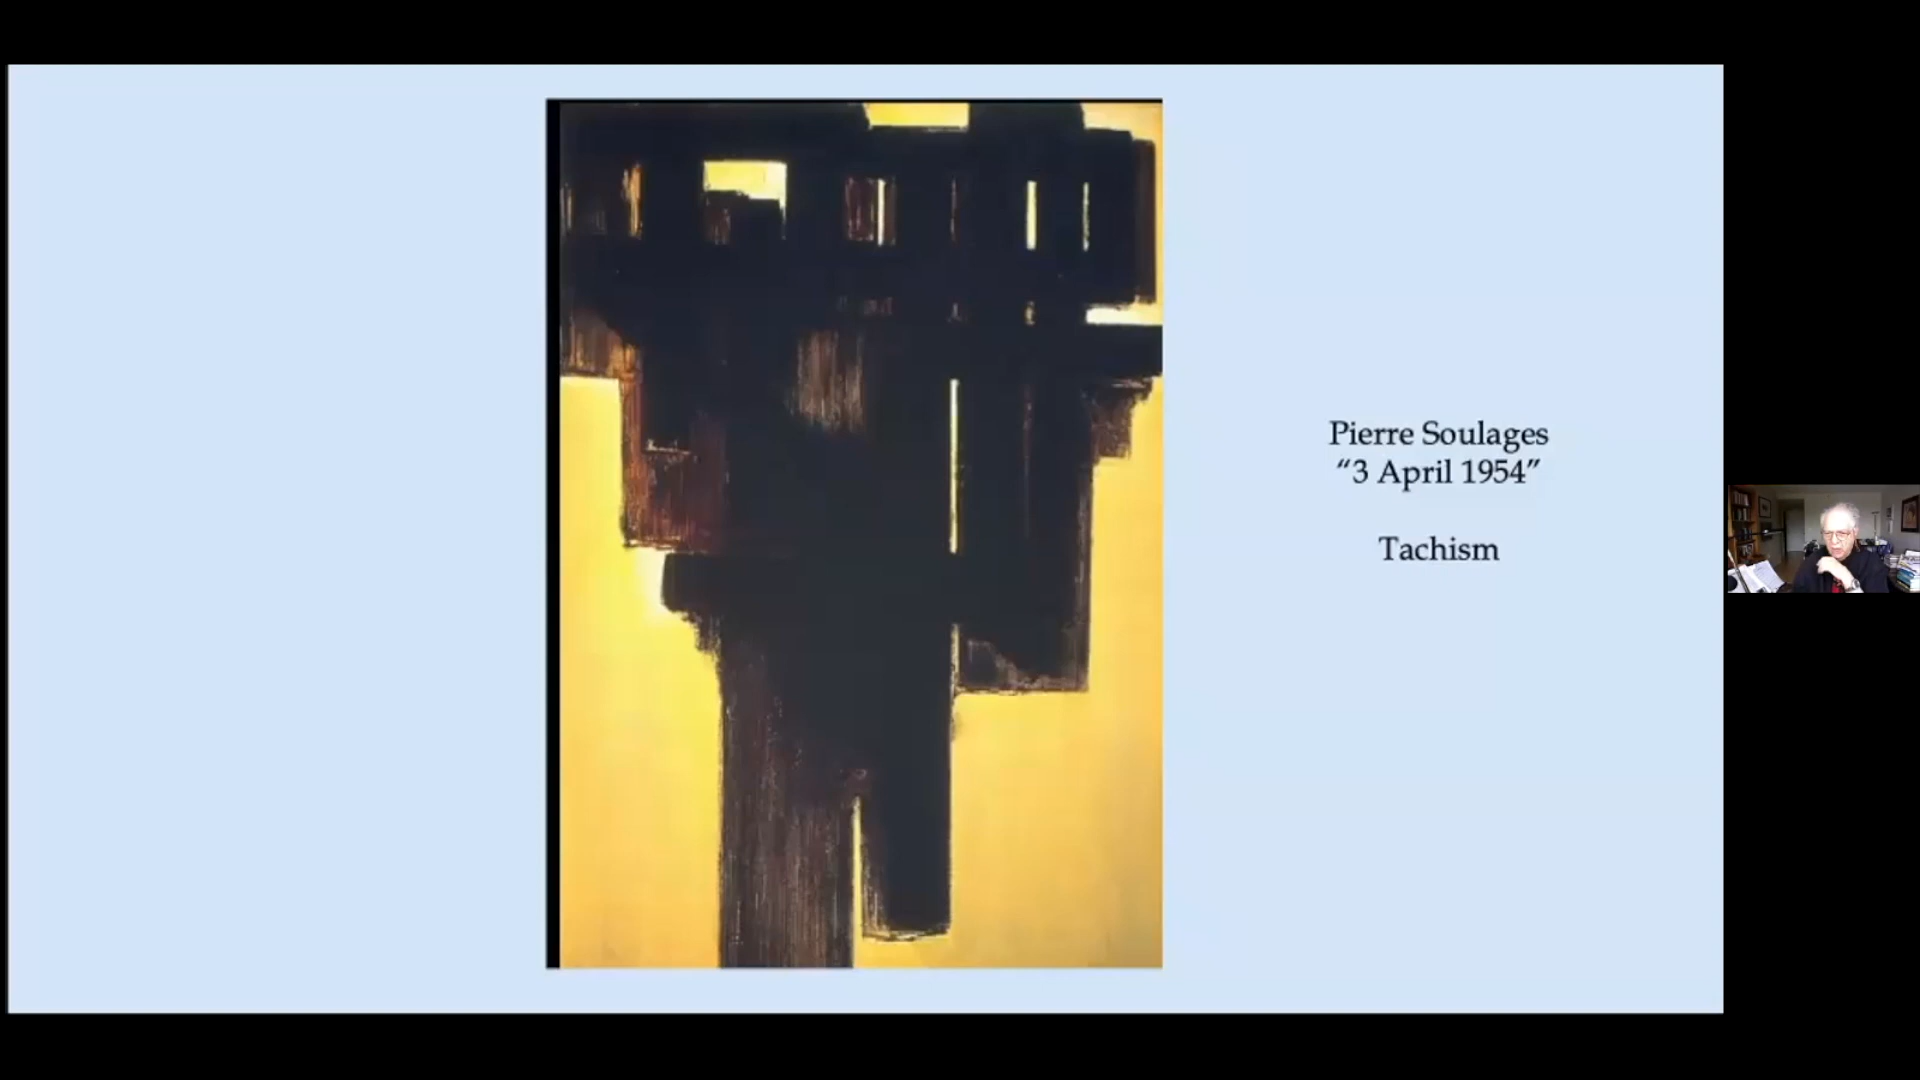 Pierre Soulages
“3 April 1954”
Tachism